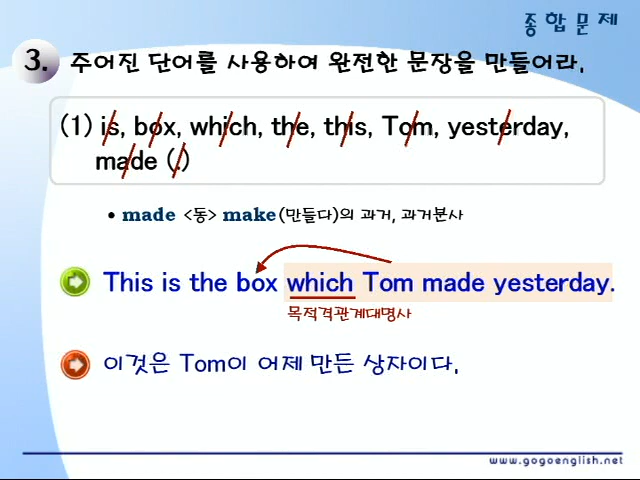 종합문제
3. 주어진 단어를 사용하여 완전한 문장을 만들어라.
(1) is, box, which, the, this, Tom, yesterday,
made (.)
• made <동> make(만들다)의 과거, 과거분사
This is the box which Tom made yesterday.
목적격관계대명사
이것은 Tom이 어제 만든 상자이다.
www.gogoenglish.net